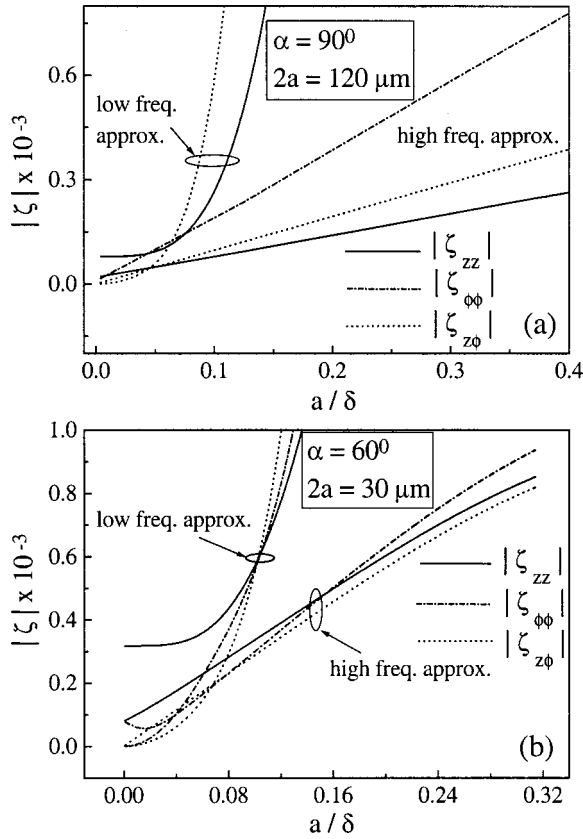 α = 90⁰
2a = 120 μm
low freq.
approx.
high freq. approx.
|ζ| x 10⁻³
0.6
0.3
0.0
|ζzz|
|ζϕϕ|
|ζzϕ|
(a)
0.0 0.1 0.2 0.3 0.4
a / δ
α = 60⁰
2a = 30 μm
low freq. approx.
high freq. approx.
|ζ| x 10⁻³
1.0
0.8
0.6
0.4
0.2
0.0
|ζzz|
|ζϕϕ|
|ζzϕ|
(b)
0.00 0.08 0.16 0.24 0.32
a / δ